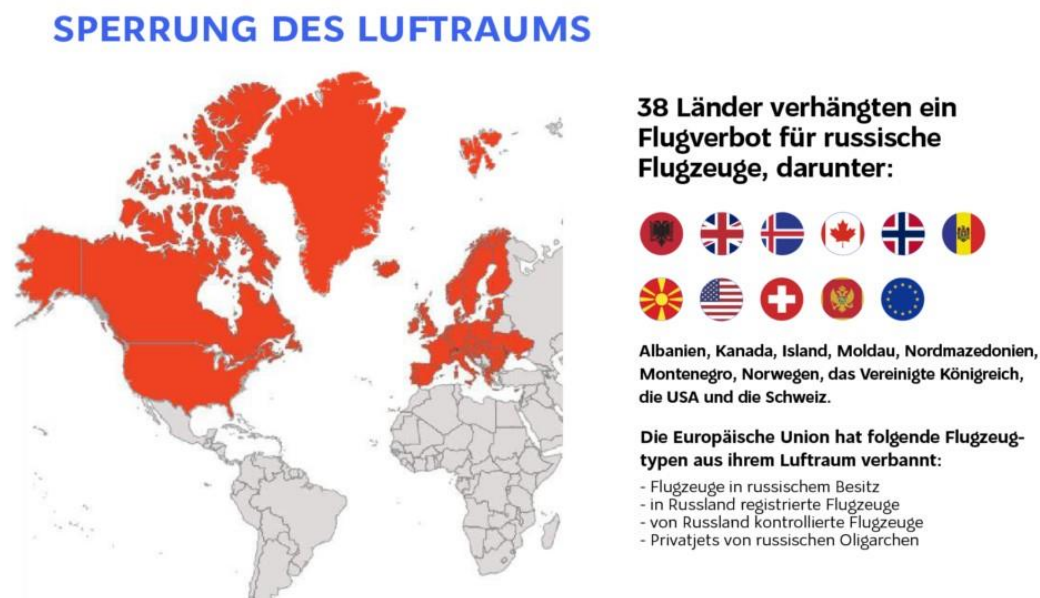 SPERRUNG DES LUFTRAUMS
38 Länder verhängten ein
Flugverbot für russische
Flugzeuge, darunter:
Albanien, Kanada, Island, Moldau, Nordmazedonien,
Montenegro, Norwegen, das Vereinigte Königreich,
die USA und die Schweiz.
Die Europäische Union hat folgende Flugzeug-
typen aus ihrem Luftraum verbannt:
- Flugzeuge in russischem Besitz
- in Russland registrierte Flugzeuge
- von Russland kontrollierte Flugzeuge
- Privatjets von russischen Oligarchen